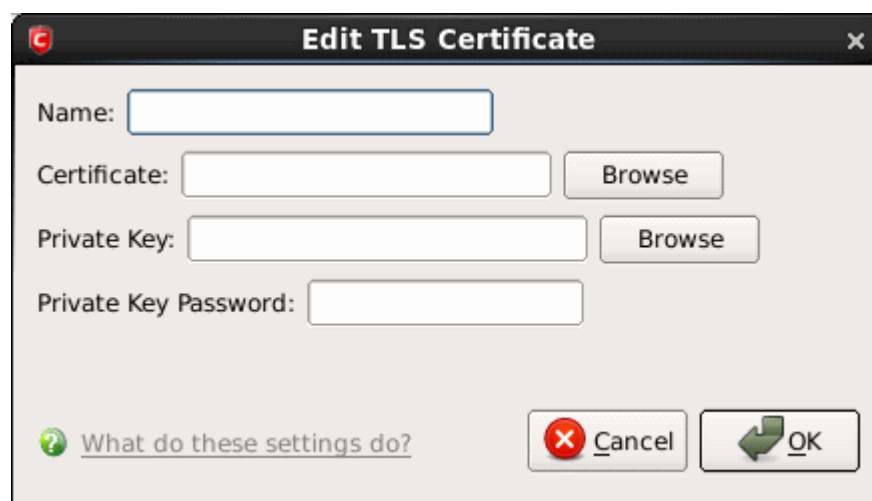 Edit TLS Certificate
Name:
Certificate: Browse
Private Key: Browse
Private Key Password:
What do these settings do? Cancel OK